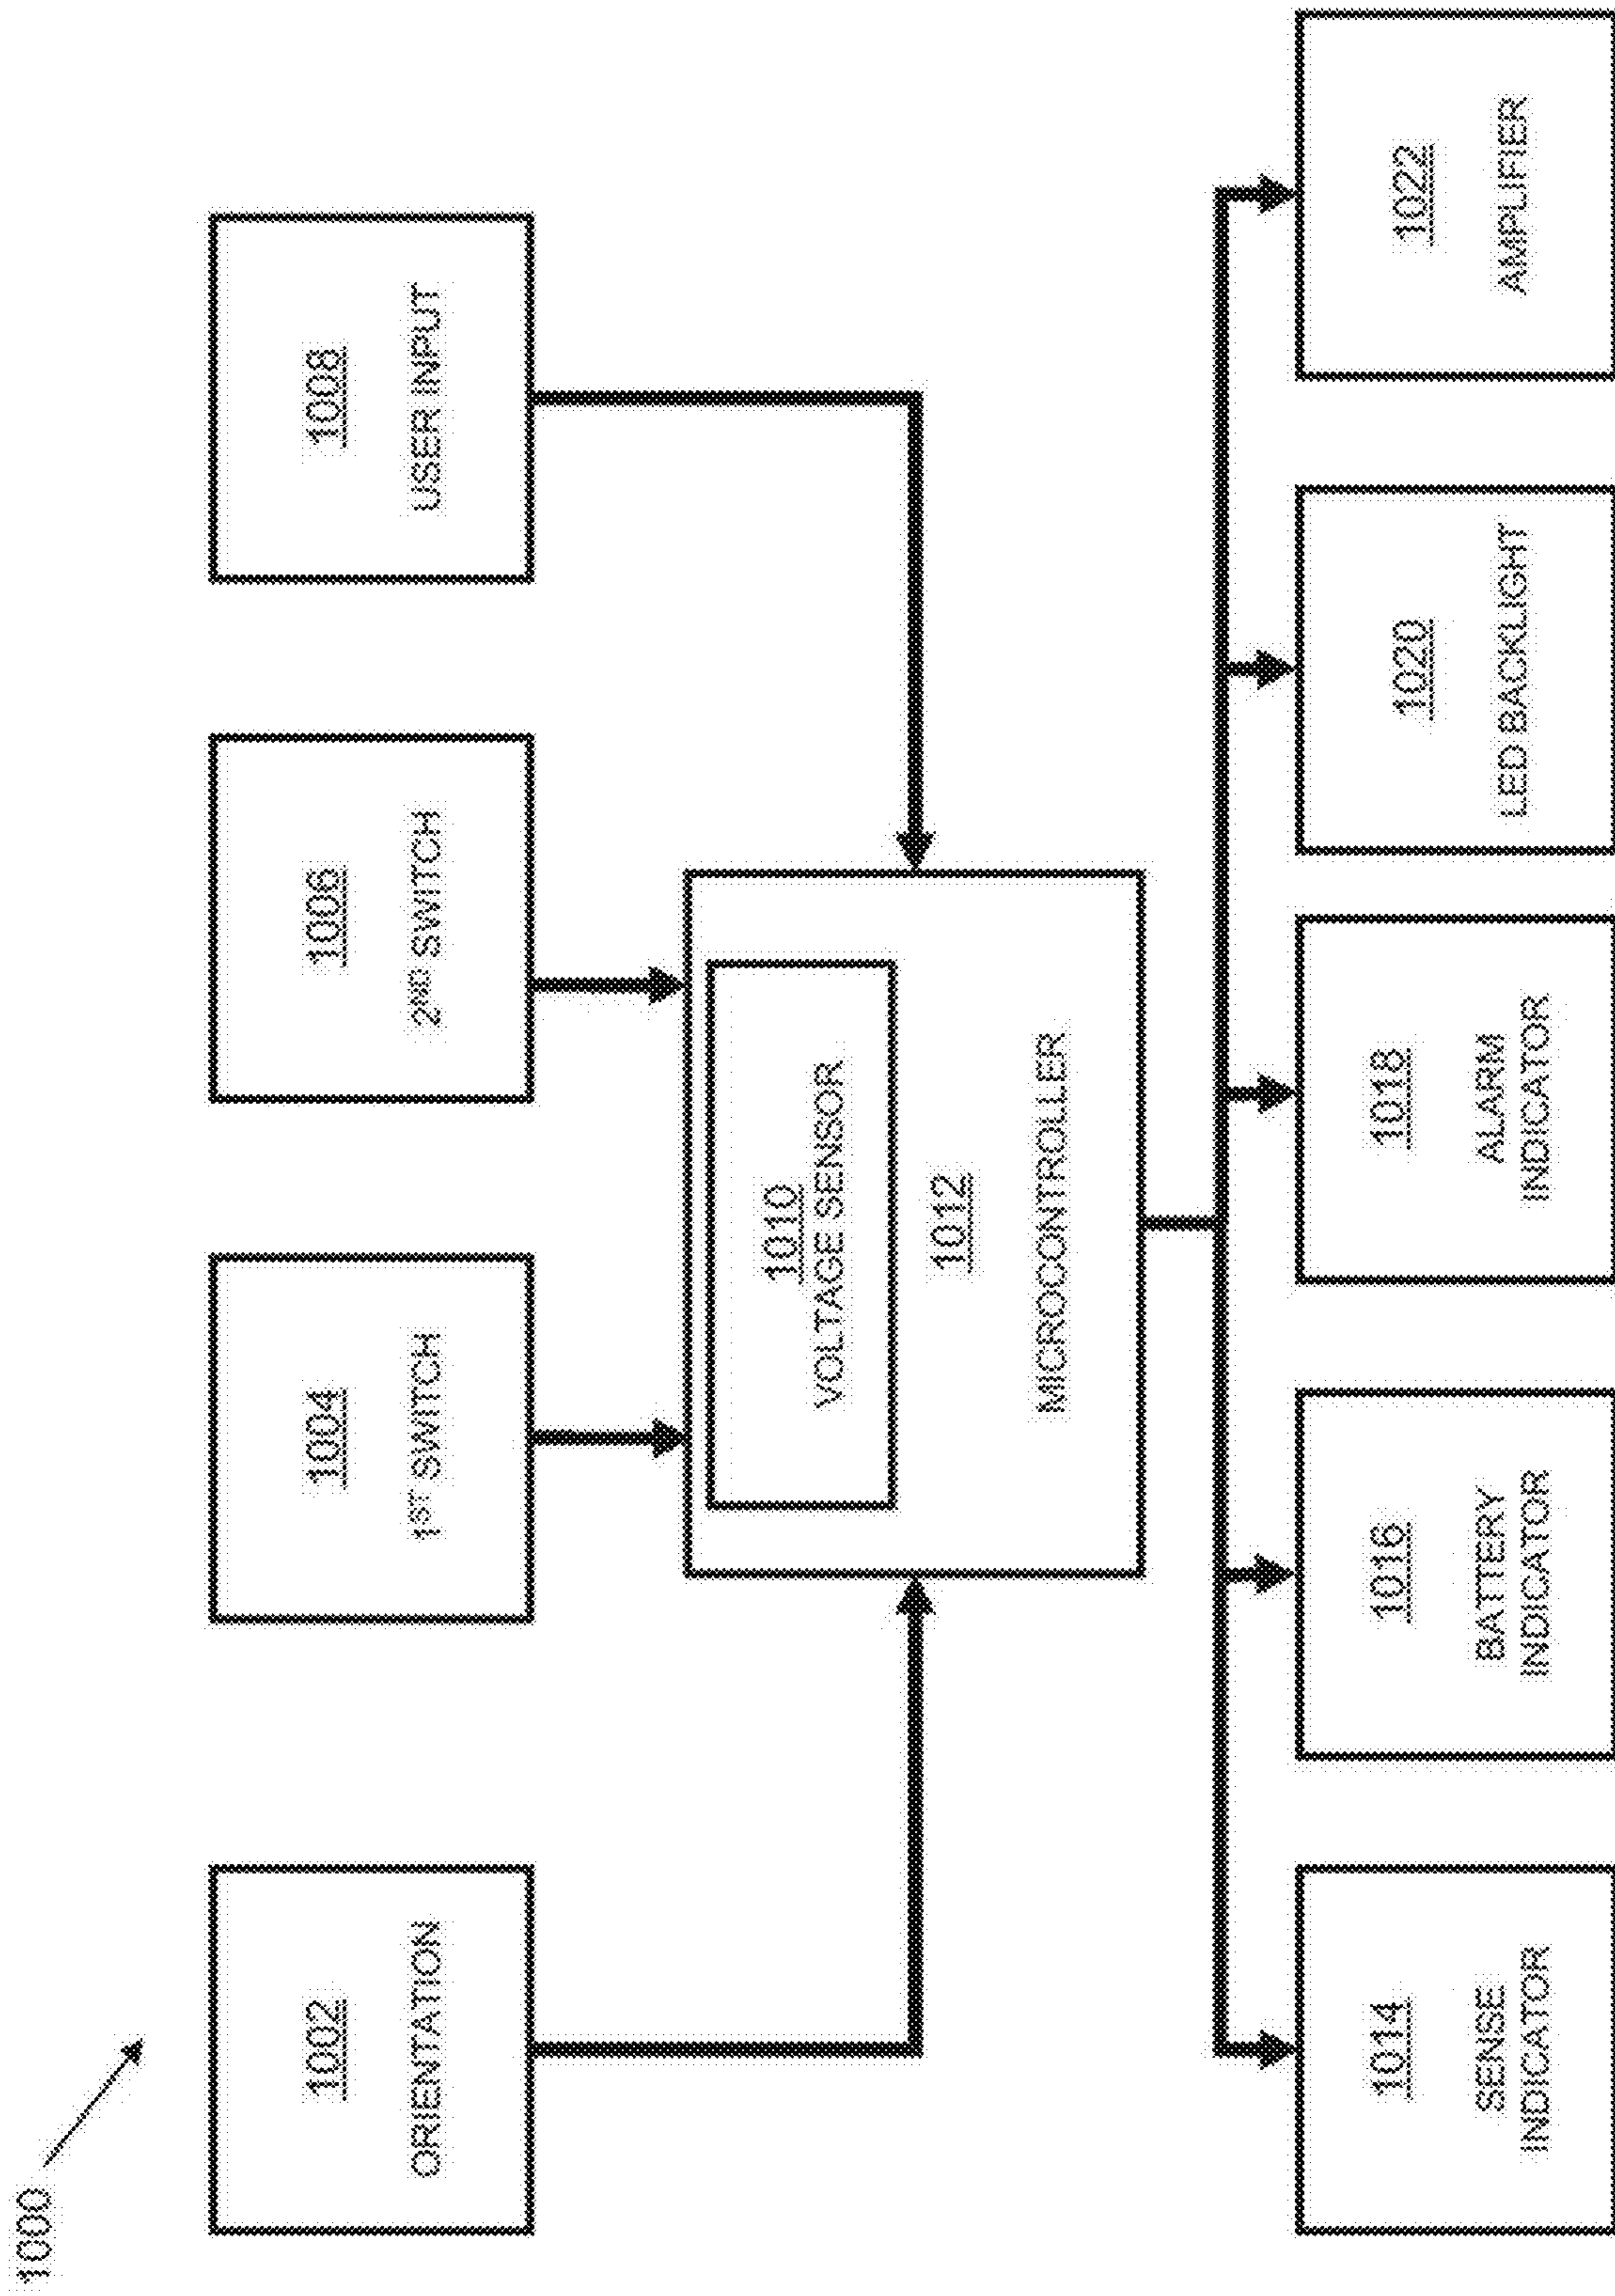 1000
1002
ORIENTATION
1004
1ST SWITCH
1006
2ND SWITCH
1008
USER INPUT
1010
VOLTAGE SENSOR
1012
MICROCONTROLLER
1014
SENSE
INDICATOR
1016
BATTERY
INDICATOR
1018
ALARM
INDICATOR
1020
LED BACKLIGHT
1022
AMPLIFIER